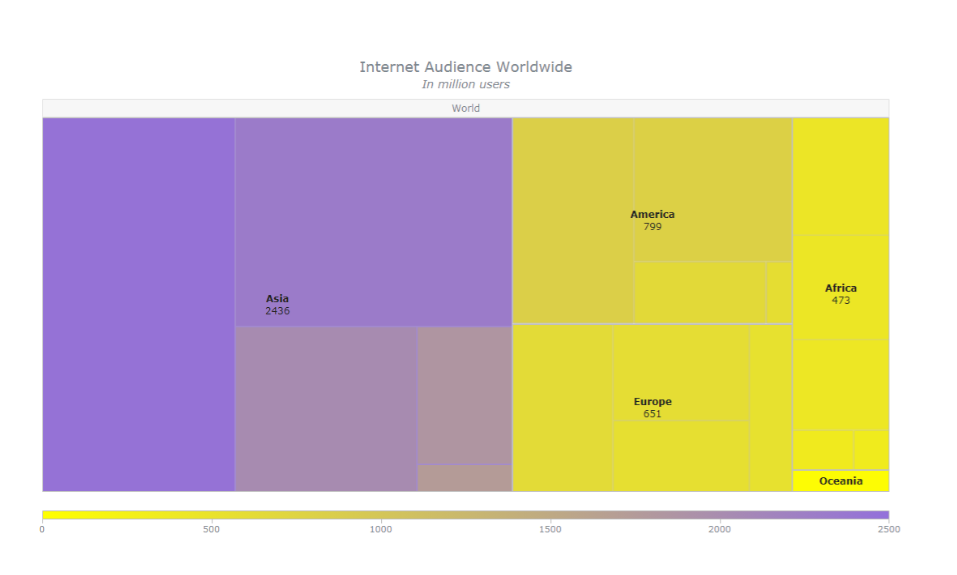 Internet Audience Worldwide
In million users
World
America
799
Africa
473
Asia
2436
Europe
651
Oceania
0 500 1000 1500 2000 2500